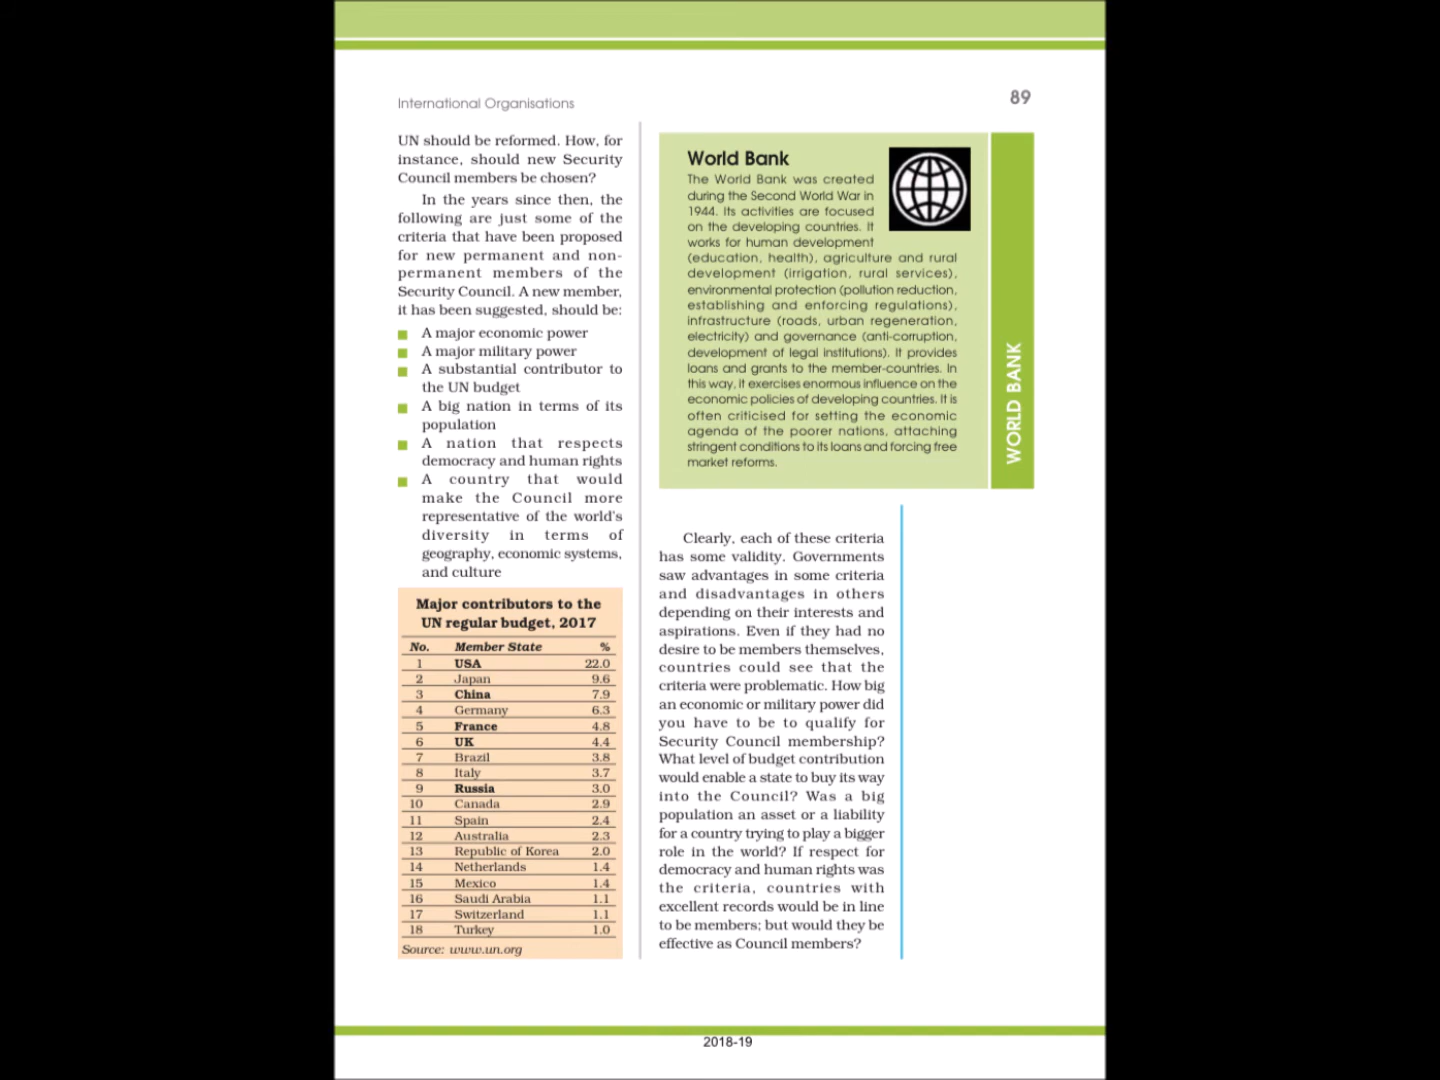 International Organisations
89
UN should be reformed. How, for
instance, should new Security
Council members be chosen?
In the years since then, the
following are just some of the
criteria that have been proposed
for new permanent and non-
permanent members of the
Security Council. A new member,
it has been suggested, should be:
A major economic power
A major military power
A substantial contributor to
the UN budget
A big nation in terms of its
population
A nation that respects
democracy and human rights
A country that would
make the Council more
representative of the world's
diversity in terms of
geography, economic systems,
and culture
Major contributors to the
UN regular budget, 2017
No. Member State %
1 USA 22.0
2 Japan 9.6
3 China 7.9
4 Germany 6.3
5 France 4.8
6 UK 4.4
7 Brazil 3.8
8 Italy 3.7
9 Russia 3.0
10 Canada 2.9
11 Spain 2.4
12 Australia 2.3
13 Republic of Korea 2.0
14 Netherlands 1.4
15 Mexico 1.4
16 Saudi Arabia 1.1
17 Switzerland 1.1
18 Turkey 1.0
Source: www.un.org
World Bank
The World Bank was created
during the Second World War in
1944. Its activities are focused
on the developing countries. It
works for human development
(education, health), agriculture and rural
development (irrigation, rural services),
environmental protection (pollution reduction,
establishing and enforcing regulations),
infrastructure (roads, urban regeneration,
electricity) and governance (anti-corruption,
development of legal institutions). It provides
loans and grants to the member-countries. In
this way, it exercises enormous influence on the
economic policies of developing countries. It is
often criticised for setting the economic
agenda of the poorer nations, attaching
stringent conditions to its loans and forcing free
market reforms.
WORLD BANK
Clearly, each of these criteria
has some validity. Governments
saw advantages in some criteria
and disadvantages in others
depending on their interests and
aspirations. Even if they had no
desire to be members themselves,
countries could see that the
criteria were problematic. How big
an economic or military power did
you have to be to qualify for
Security Council membership?
What level of budget contribution
would enable a state to buy its way
into the Council? Was a big
population an asset or a liability
for a country trying to play a bigger
role in the world? If respect for
democracy and human rights was
the criteria, countries with
excellent records would be in line
to be members; but would they be
effective as Council members?
2018-19